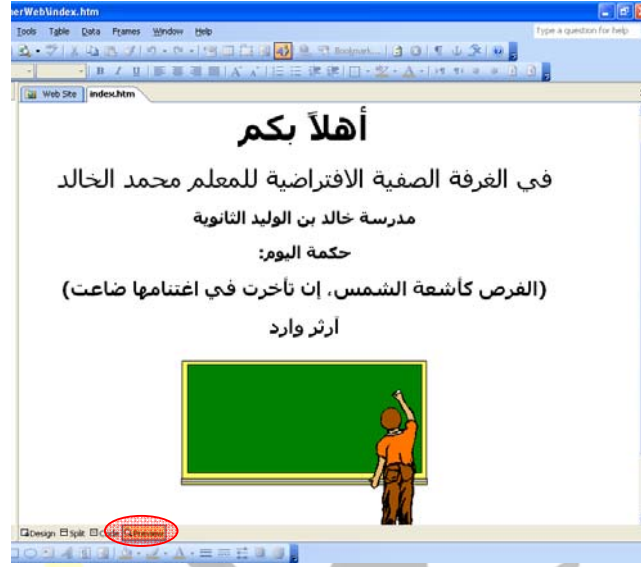 erWeb\index.htm
Tools Table Data Frames Window Help
Type a question for help
Bookmark...
Web Site index.htm
أهلاً بكم
في الغرفة الصفية الافتراضية للمعلم محمد الخالد
مدرسة خالد بن الوليد الثانوية
حكمة اليوم:
(الفرص كأشعة الشمس، إن تأخرت في اغتنامها ضاعت)
آرثر وارد
Design Split Code Preview